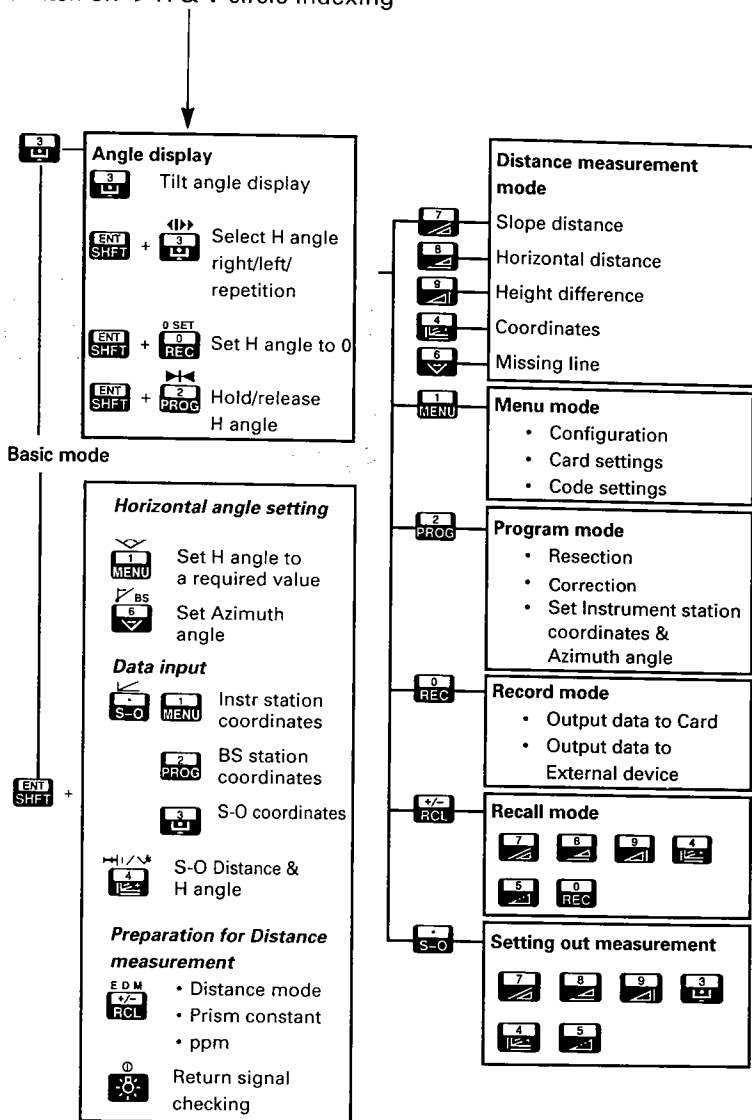 H & V circle indexing
3
Angle display
3 Tilt angle display
ENT SHFT + 3 Select H angle
right/left/
repetition
0 SET
ENT SHFT + 0 REC Set H angle to 0
ENT SHFT + 2 PROG Hold/release
H angle
Basic mode
ENT SHFT +
Horizontal angle setting
1 MENU Set H angle to
a required value
BS
6 Set Azimuth
angle
Data input
· S-O 1 MENU Instr station
coordinates
2 PROG BS station
coordinates
3 S-O coordinates
4 S-O Distance &
H angle
Preparation for Distance
measurement
EDM
+/- RCL • Distance mode
• Prism constant
• ppm
Return signal
checking
Distance measurement
mode
7 Slope distance
8 Horizontal distance
9 Height difference
4 Coordinates
6 Missing line
1 MENU Menu mode
• Configuration
• Card settings
• Code settings
2 PROG Program mode
• Resection
• Correction
• Set Instrument station
coordinates &
Azimuth angle
0 REC Record mode
• Output data to Card
• Output data to
External device
+/- RCL Recall mode
7 8 9 4
5 0 REC
· S-O Setting out measurement
7 8 9 3
4 5